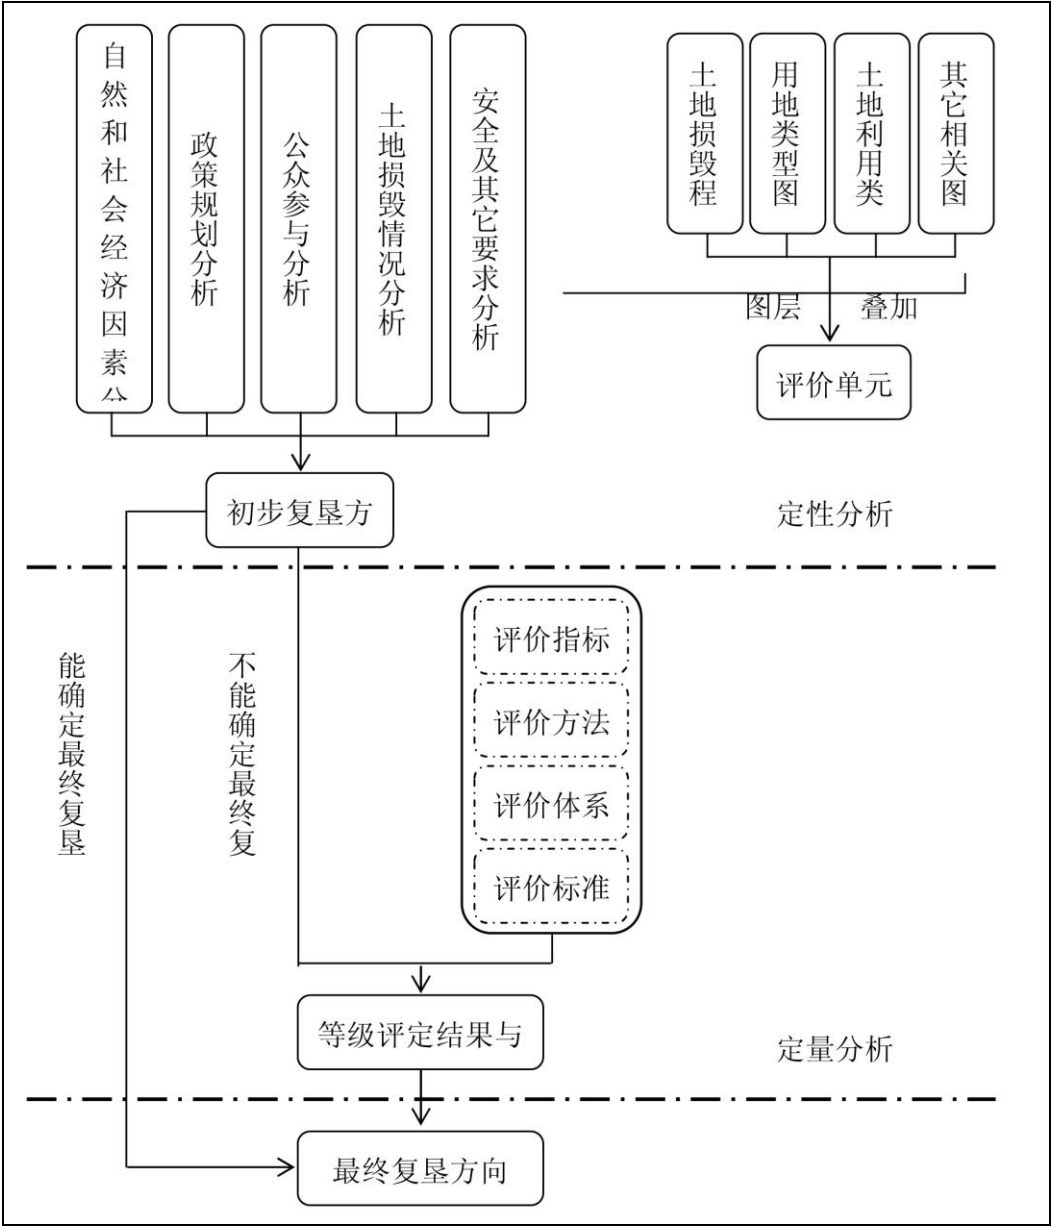 自然和社会经济因素分
政策规划分析
公众参与分析
土地损毁情况分析
安全及其它要求分析
土地损毁程
用地类型图
土地利用类
其它相关图
图层
叠加
评价单元
初步复垦方
定性分析
能确定最终复垦
不能确定最终复
评价指标
评价方法
评价体系
评价标准
等级评定结果与
定量分析
最终复垦方向